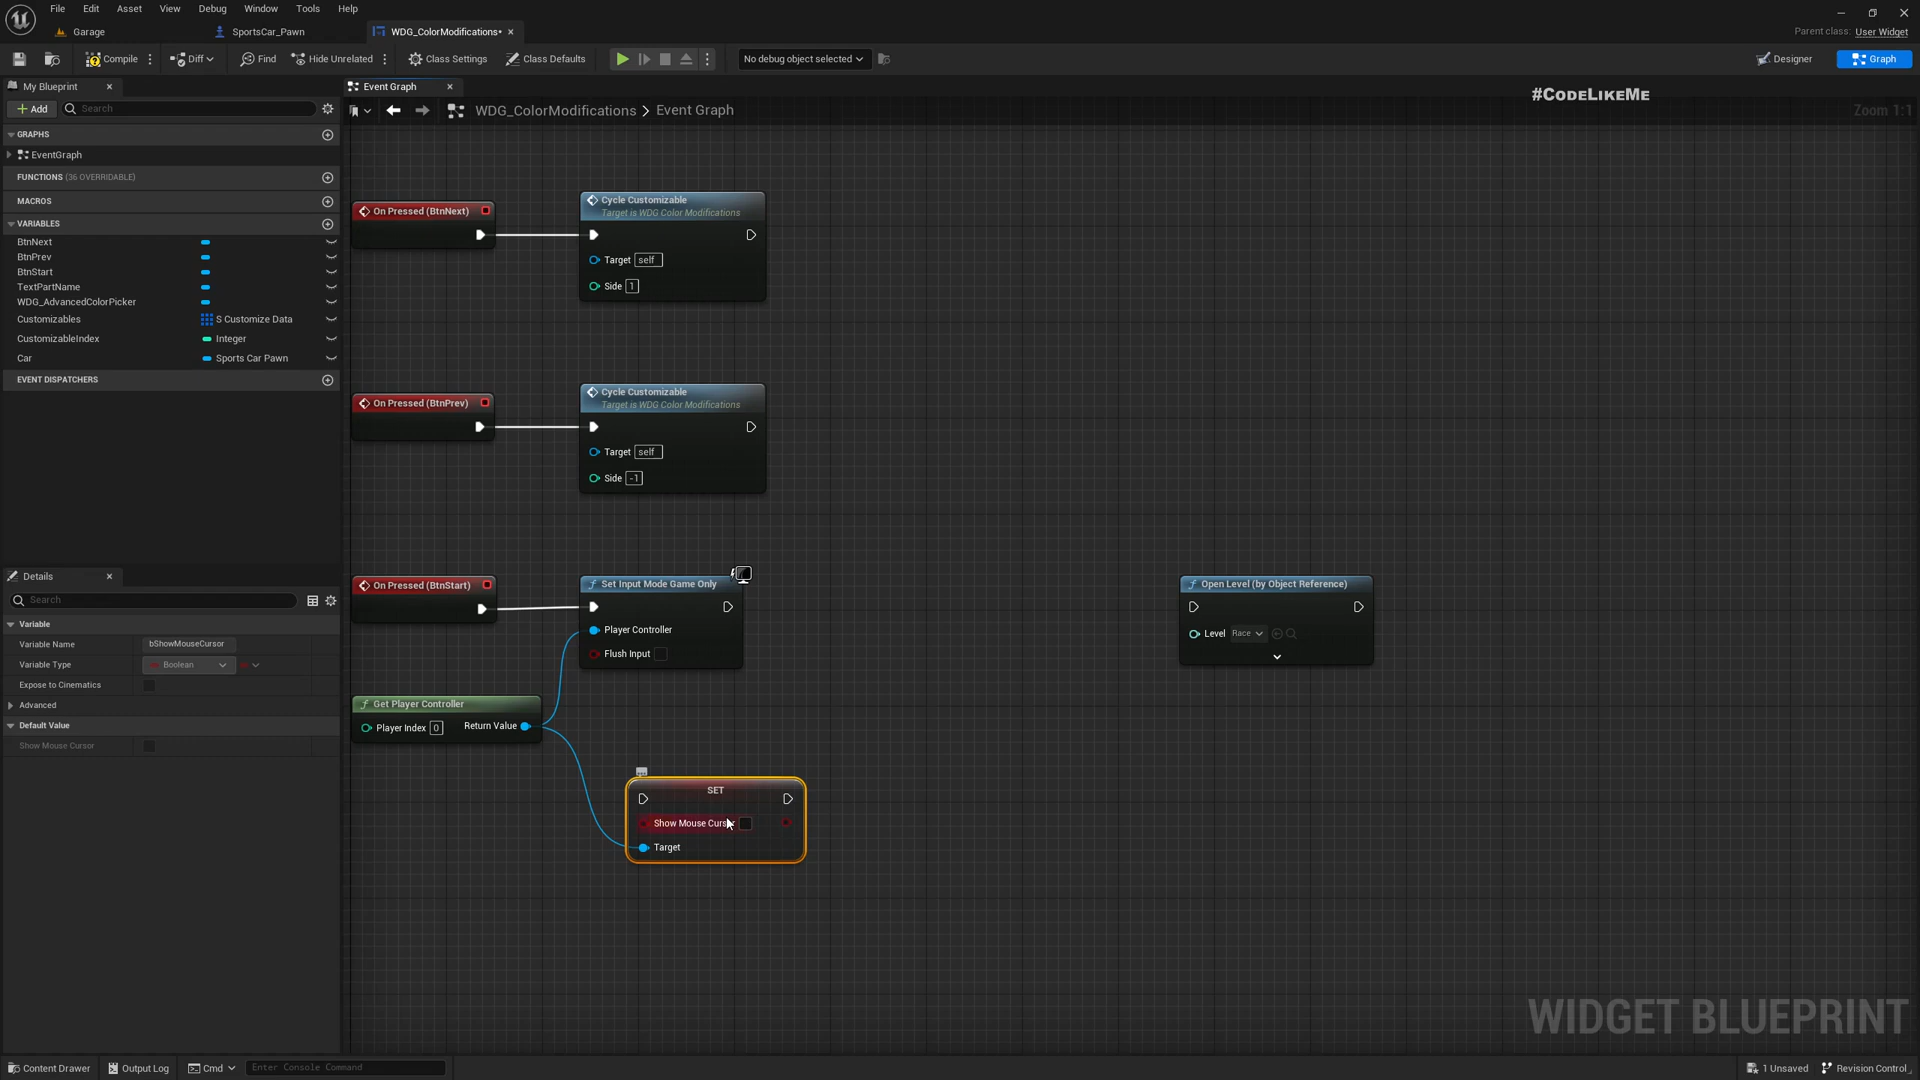 File Edit Asset View Debug Window Tools Help
Garage SportsCar_Pawn WDG_ColorModifications• Parent class: User Widget
Compile Diff Find Hide Unrelated Class Settings Class Defaults No debug object selected Designer Graph
My Blueprint
Add Search
GRAPHS
EventGraph
FUNCTIONS (36 OVERRIDABLE)
MACROS
VARIABLES
BtnNext
BtnPrev
BtnStart
TextPartName
WDG_AdvancedColorPicker
Customizables S Customize Data
CustomizableIndex Integer
Car Sports Car Pawn
EVENT DISPATCHERS
Details
Search
Variable
Variable Name bShowMouseCursor
Variable Type Boolean
Expose to Cinematics
Advanced
Default Value
Show Mouse Cursor
Event Graph
WDG_ColorModifications > Event Graph
#CodeLikeMe
Zoom 1:1
On Pressed (BtnNext)
Cycle Customizable
Target is WDG Color Modifications
Target self
Side 1
On Pressed (BtnPrev)
Cycle Customizable
Target is WDG Color Modifications
Target self
Side -1
On Pressed (BtnStart)
Set Input Mode Game Only
Player Controller
Flush Input
Open Level (by Object Reference)
Level Race
Get Player Controller
Player Index 0 Return Value
SET
Show Mouse Cursor
Target
WIDGET BLUEPRINT
Content Drawer Output Log Cmd Enter Console Command 1 Unsaved Revision Control